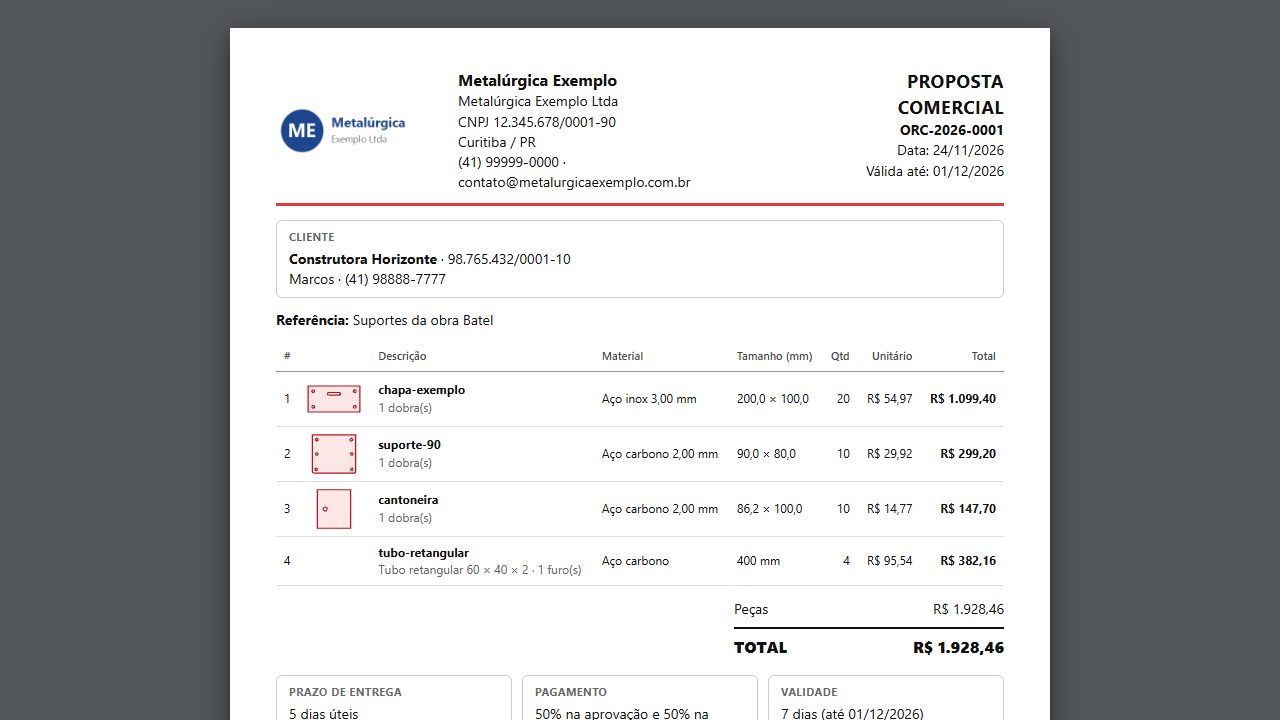 ME Metalúrgica
Exemplo Ltda
Metalúrgica Exemplo
Metalúrgica Exemplo Ltda
CNPJ 12.345.678/0001-90
Curitiba / PR
(41) 99999-0000 ·
contato@metalurgicaexemplo.com.br
PROPOSTA
COMERCIAL
ORC-2026-0001
Data: 24/11/2026
Válida até: 01/12/2026
CLIENTE
Construtora Horizonte · 98.765.432/0001-10
Marcos · (41) 98888-7777
Referência: Suportes da obra Batel
# Descrição Material Tamanho (mm) Qtd Unitário Total
1 chapa-exemplo Aço inox 3,00 mm 200,0 × 100,0 20 R$ 54,97 R$ 1.099,40
1 dobra(s)
2 suporte-90 Aço carbono 2,00 mm 90,0 × 80,0 10 R$ 29,92 R$ 299,20
1 dobra(s)
3 cantoneira Aço carbono 2,00 mm 86,2 × 100,0 10 R$ 14,77 R$ 147,70
1 dobra(s)
4 tubo-retangular Aço carbono 400 mm 4 R$ 95,54 R$ 382,16
Tubo retangular 60 × 40 × 2 · 1 furo(s)
Peças R$ 1.928,46
TOTAL R$ 1.928,46
PRAZO DE ENTREGA
5 dias úteis
PAGAMENTO
50% na aprovação e 50% na
VALIDADE
7 dias (até 01/12/2026)